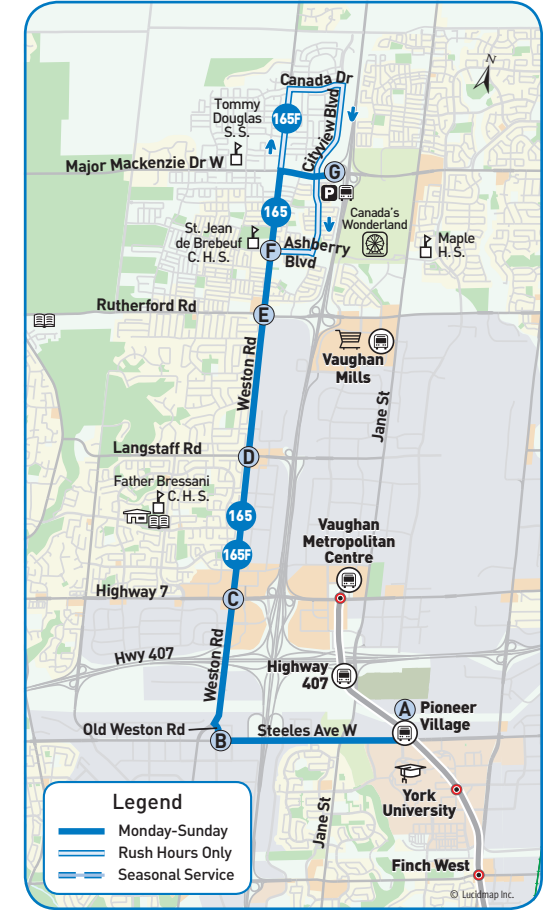 Canada Dr
N
Tommy
Douglas
S. S.
165F
Citwiew Blvd
Major Mackenzie Dr W
G
P
165
Canada's
Wonderland
St. Jean
de Brebeuf
C. H. S.
F
Ashberry
Blvd
Maple
H. S.
Rutherford Rd
E
Vaughan
Mills
Weston Rd
Jane St
Langstaff Rd
D
Father Bressani
C. H. S.
165
165F
Vaughan
Metropolitan
Centre
Highway 7
C
Hwy 407
Weston Rd
Highway
407
A
Pioneer
Village
Old Weston Rd
B
Steeles Ave W
York
University
Jane St
Finch West
Legend
Monday-Sunday
Rush Hours Only
Seasonal Service
© Lucidmap Inc.